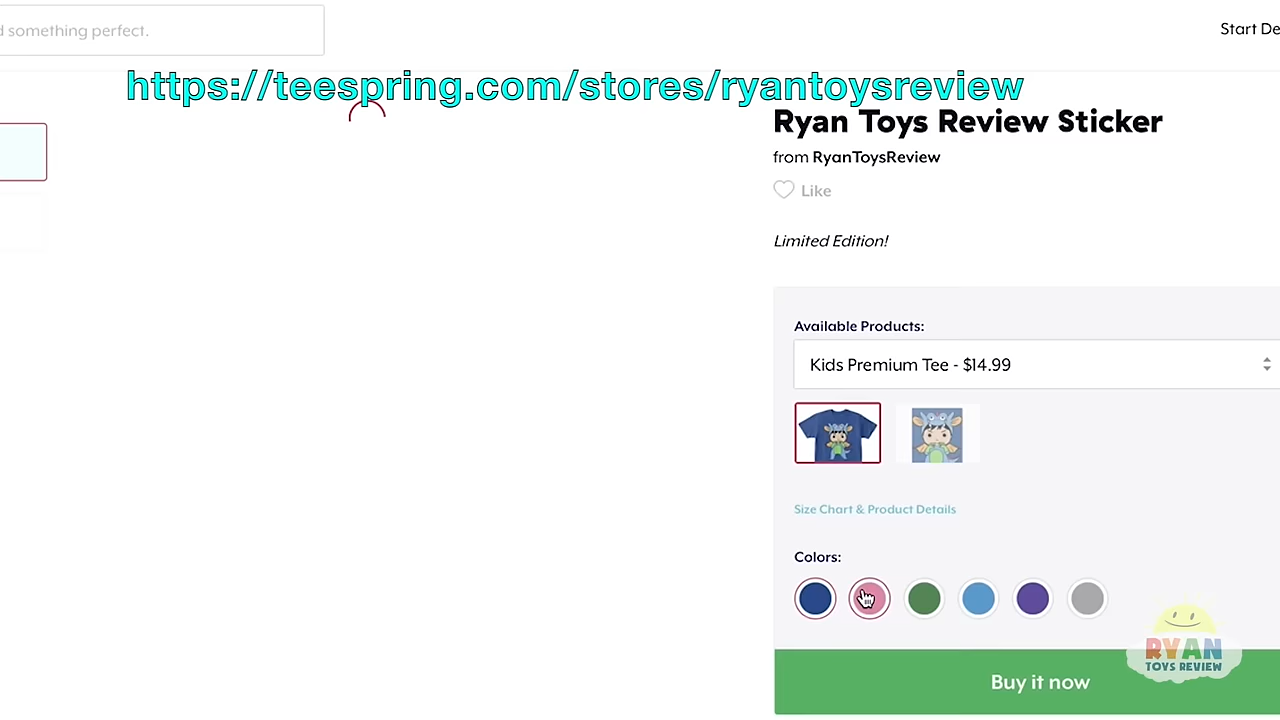 d something perfect.
Start De
https://teespring.com/stores/ryantoysreview
Ryan Toys Review Sticker
from RyanToysReview
Like
Limited Edition!
Available Products:
Kids Premium Tee - $14.99
Size Chart & Product Details
Colors:
Buy it now
RYAN
TOYS REVIEW